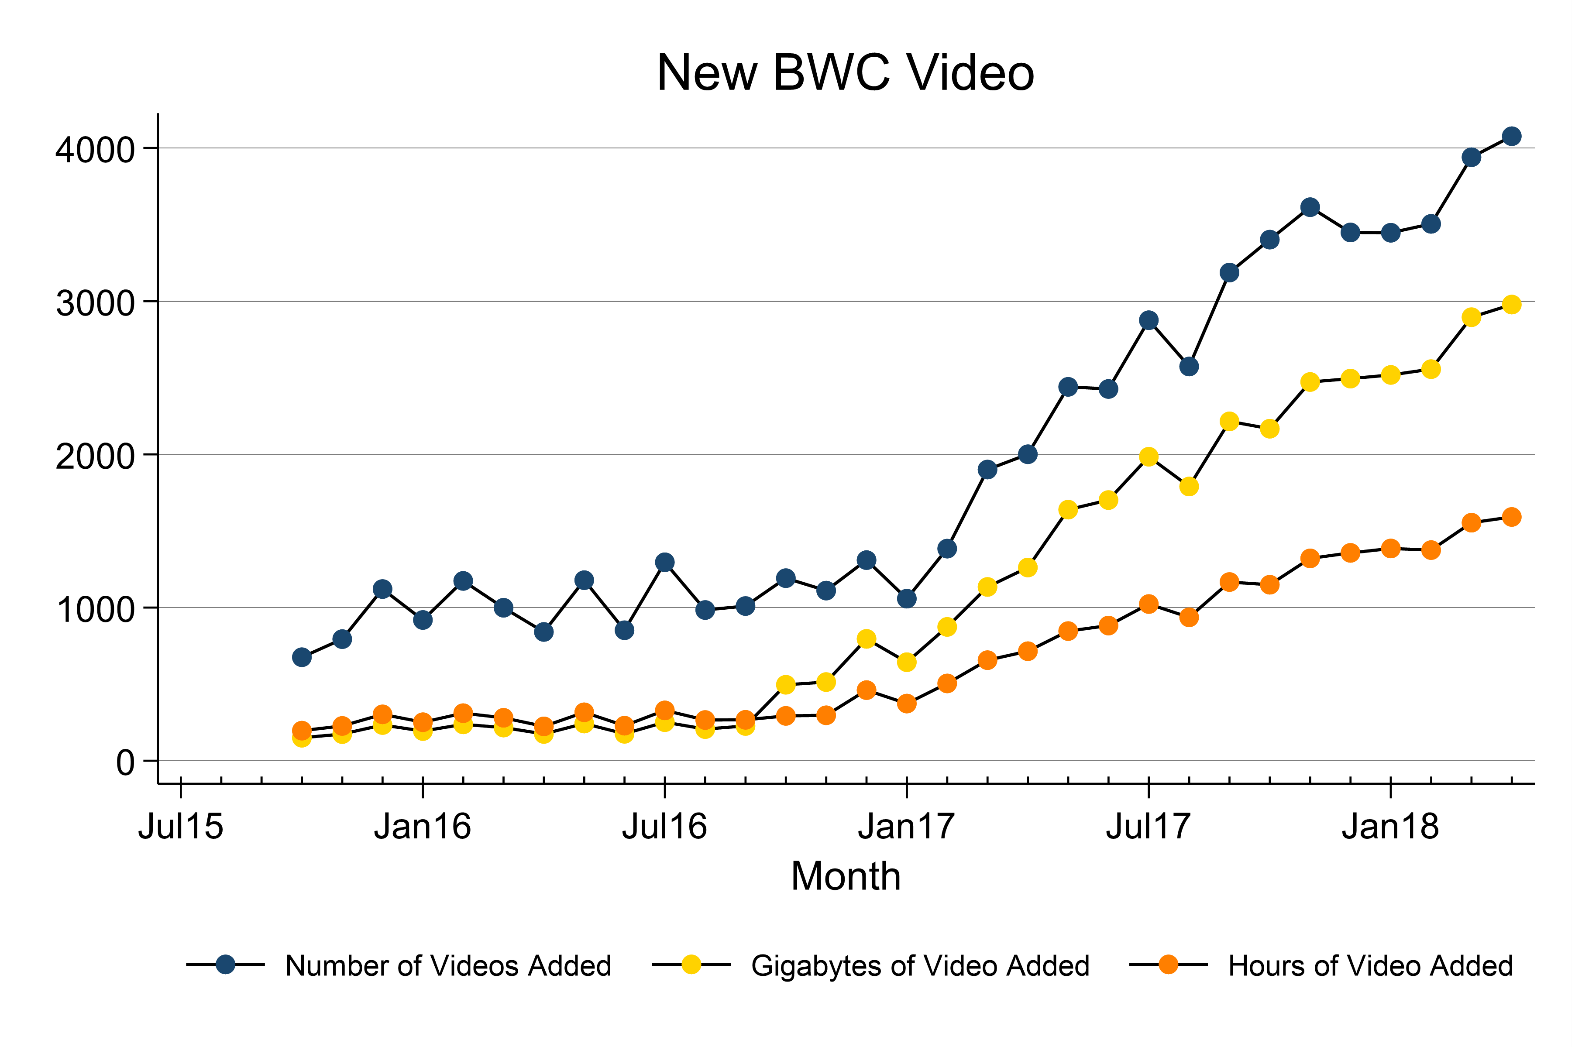 New BWC Video
4000
3000
2000
1000
0
Jul15 Jan16 Jul16 Jan17 Jul17 Jan18
Month
Number of Videos Added Gigabytes of Video Added Hours of Video Added